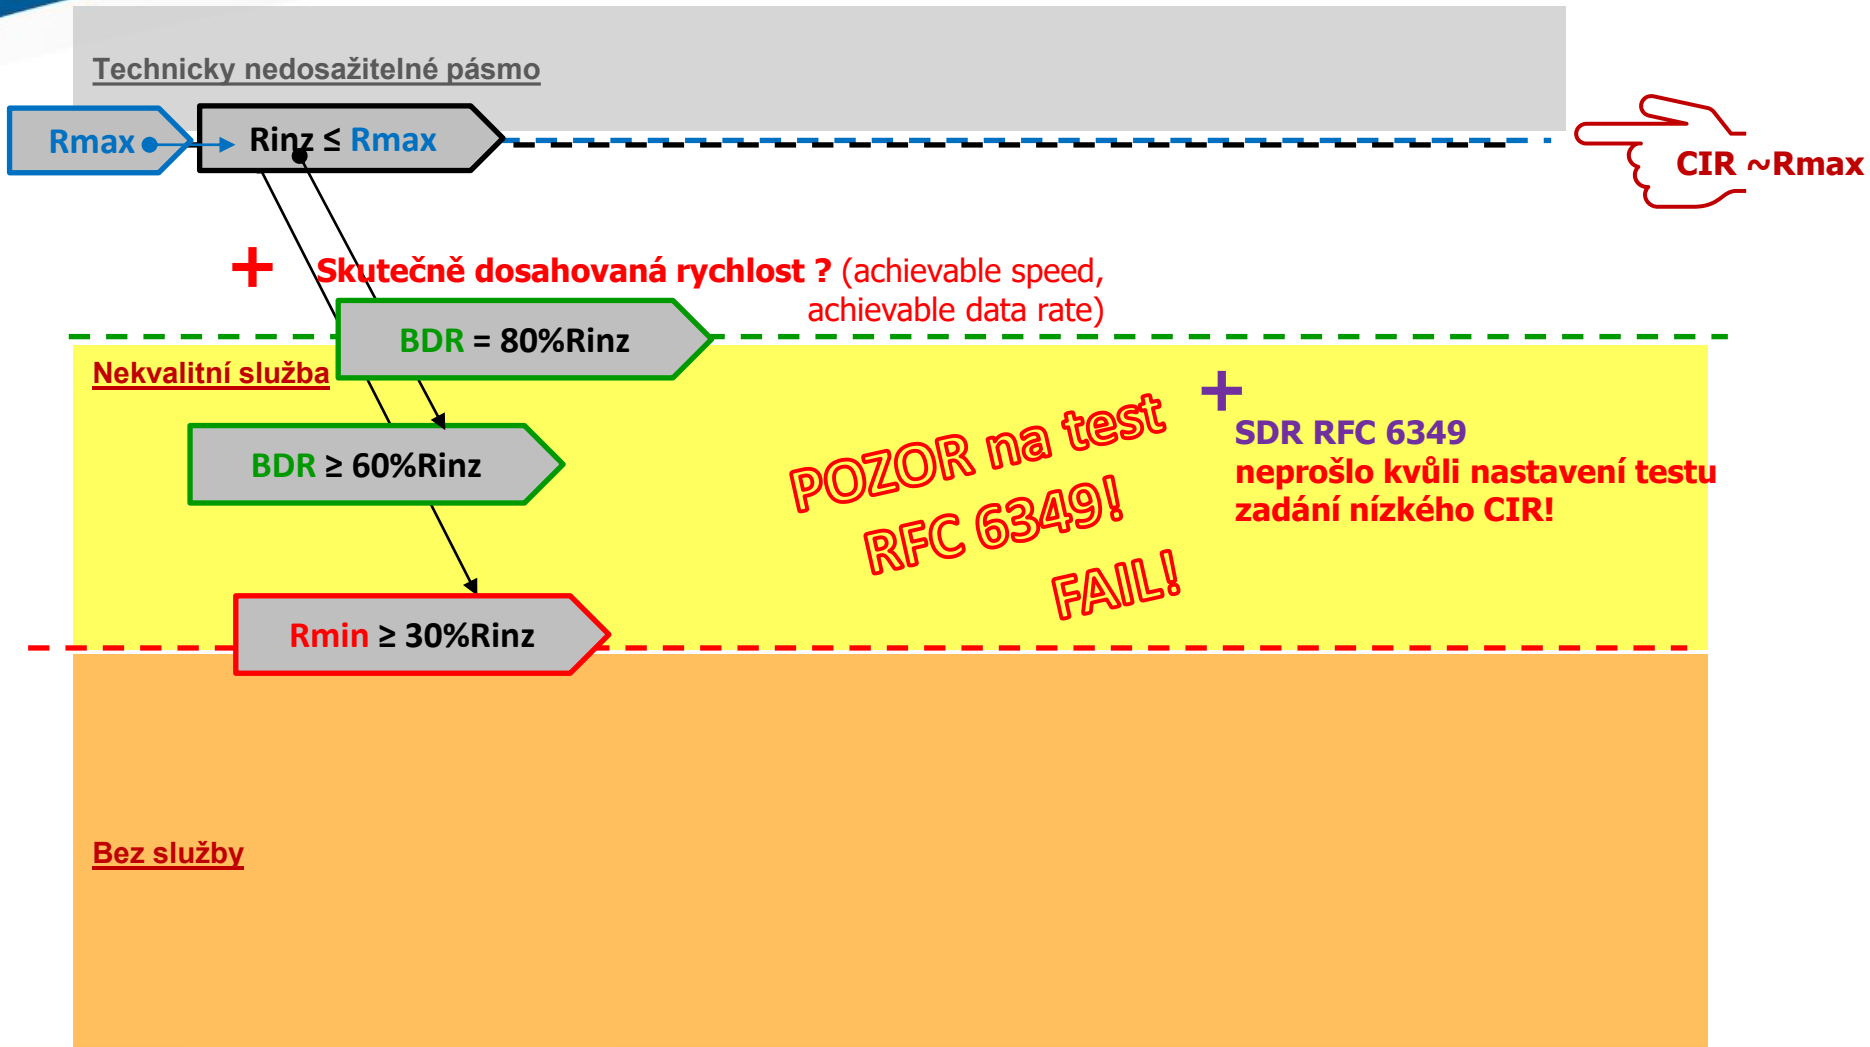 Technicky nedosažitelné pásmo
Rmax
Rinz ≤ Rmax
CIR ~Rmax
+
Skutečně dosahovaná rychlost ? (achievable speed,
achievable data rate)
BDR = 80%Rinz
Nekvalitní služba
BDR ≥ 60%Rinz
POZOR na test
RFC 6349!
FAIL!
+
SDR RFC 6349
neprošlo kvůli nastavení testu
zadání nízkého CIR!
Rmin ≥ 30%Rinz
Bez služby